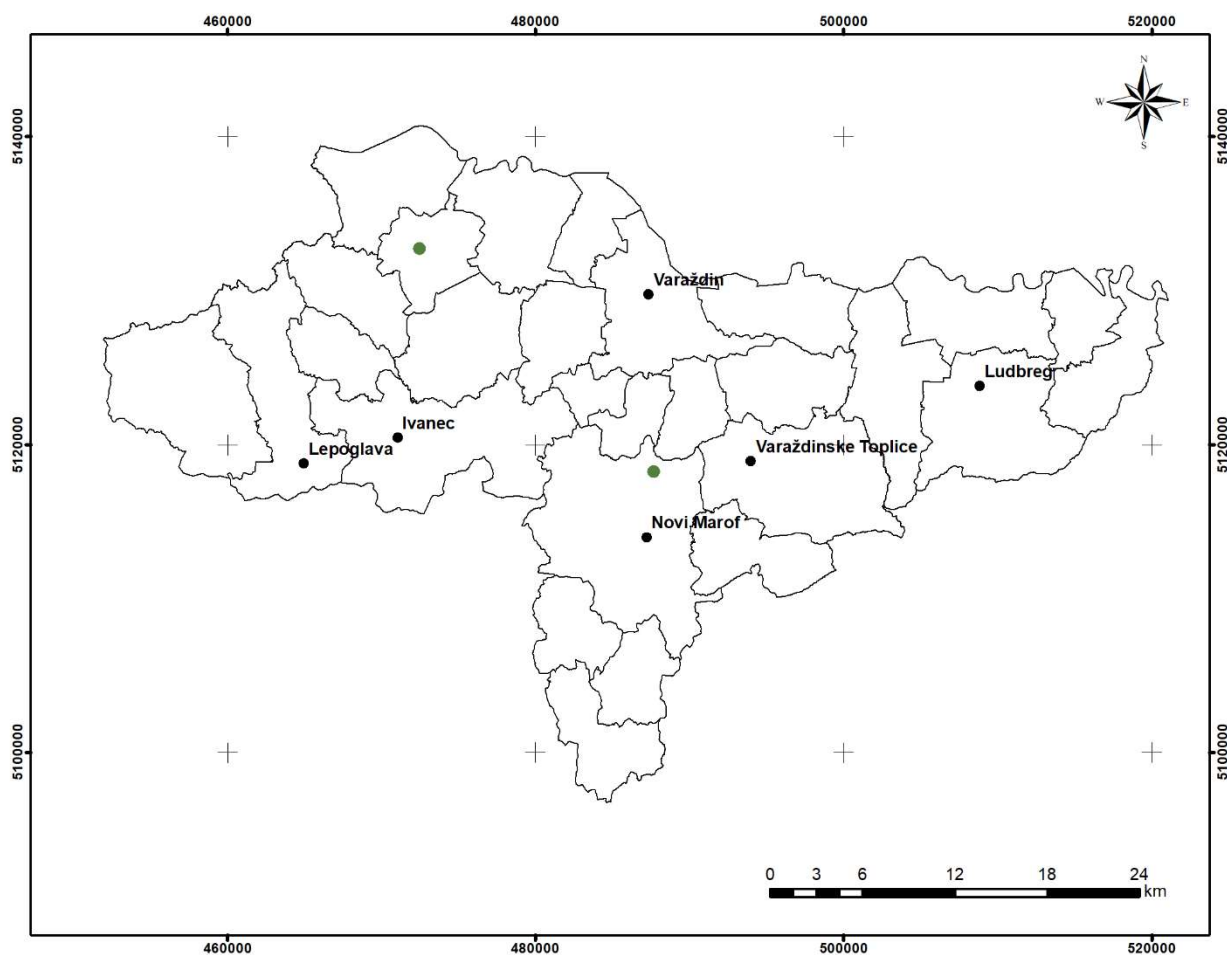 460000 480000 500000 520000
N
W E
S
5140000 5140000
Varaždin
Ludbreg
Ivanec
Lepoglava
Varaždinske Toplice
5120000 5120000
Novi Marof
5100000 5100000
0 3 6 12 18 24
km
460000 480000 500000 520000